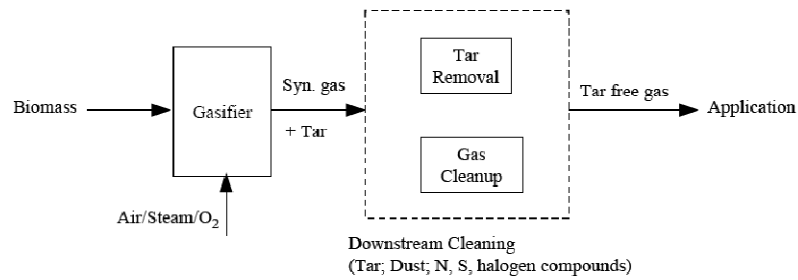 Biomass
Gasifier
Air/Steam/O₂
Syn. gas
+ Tar
Tar
Removal
Gas
Cleanup
Tar free gas
Application
Downstream Cleaning
(Tar; Dust; N, S, halogen compounds)